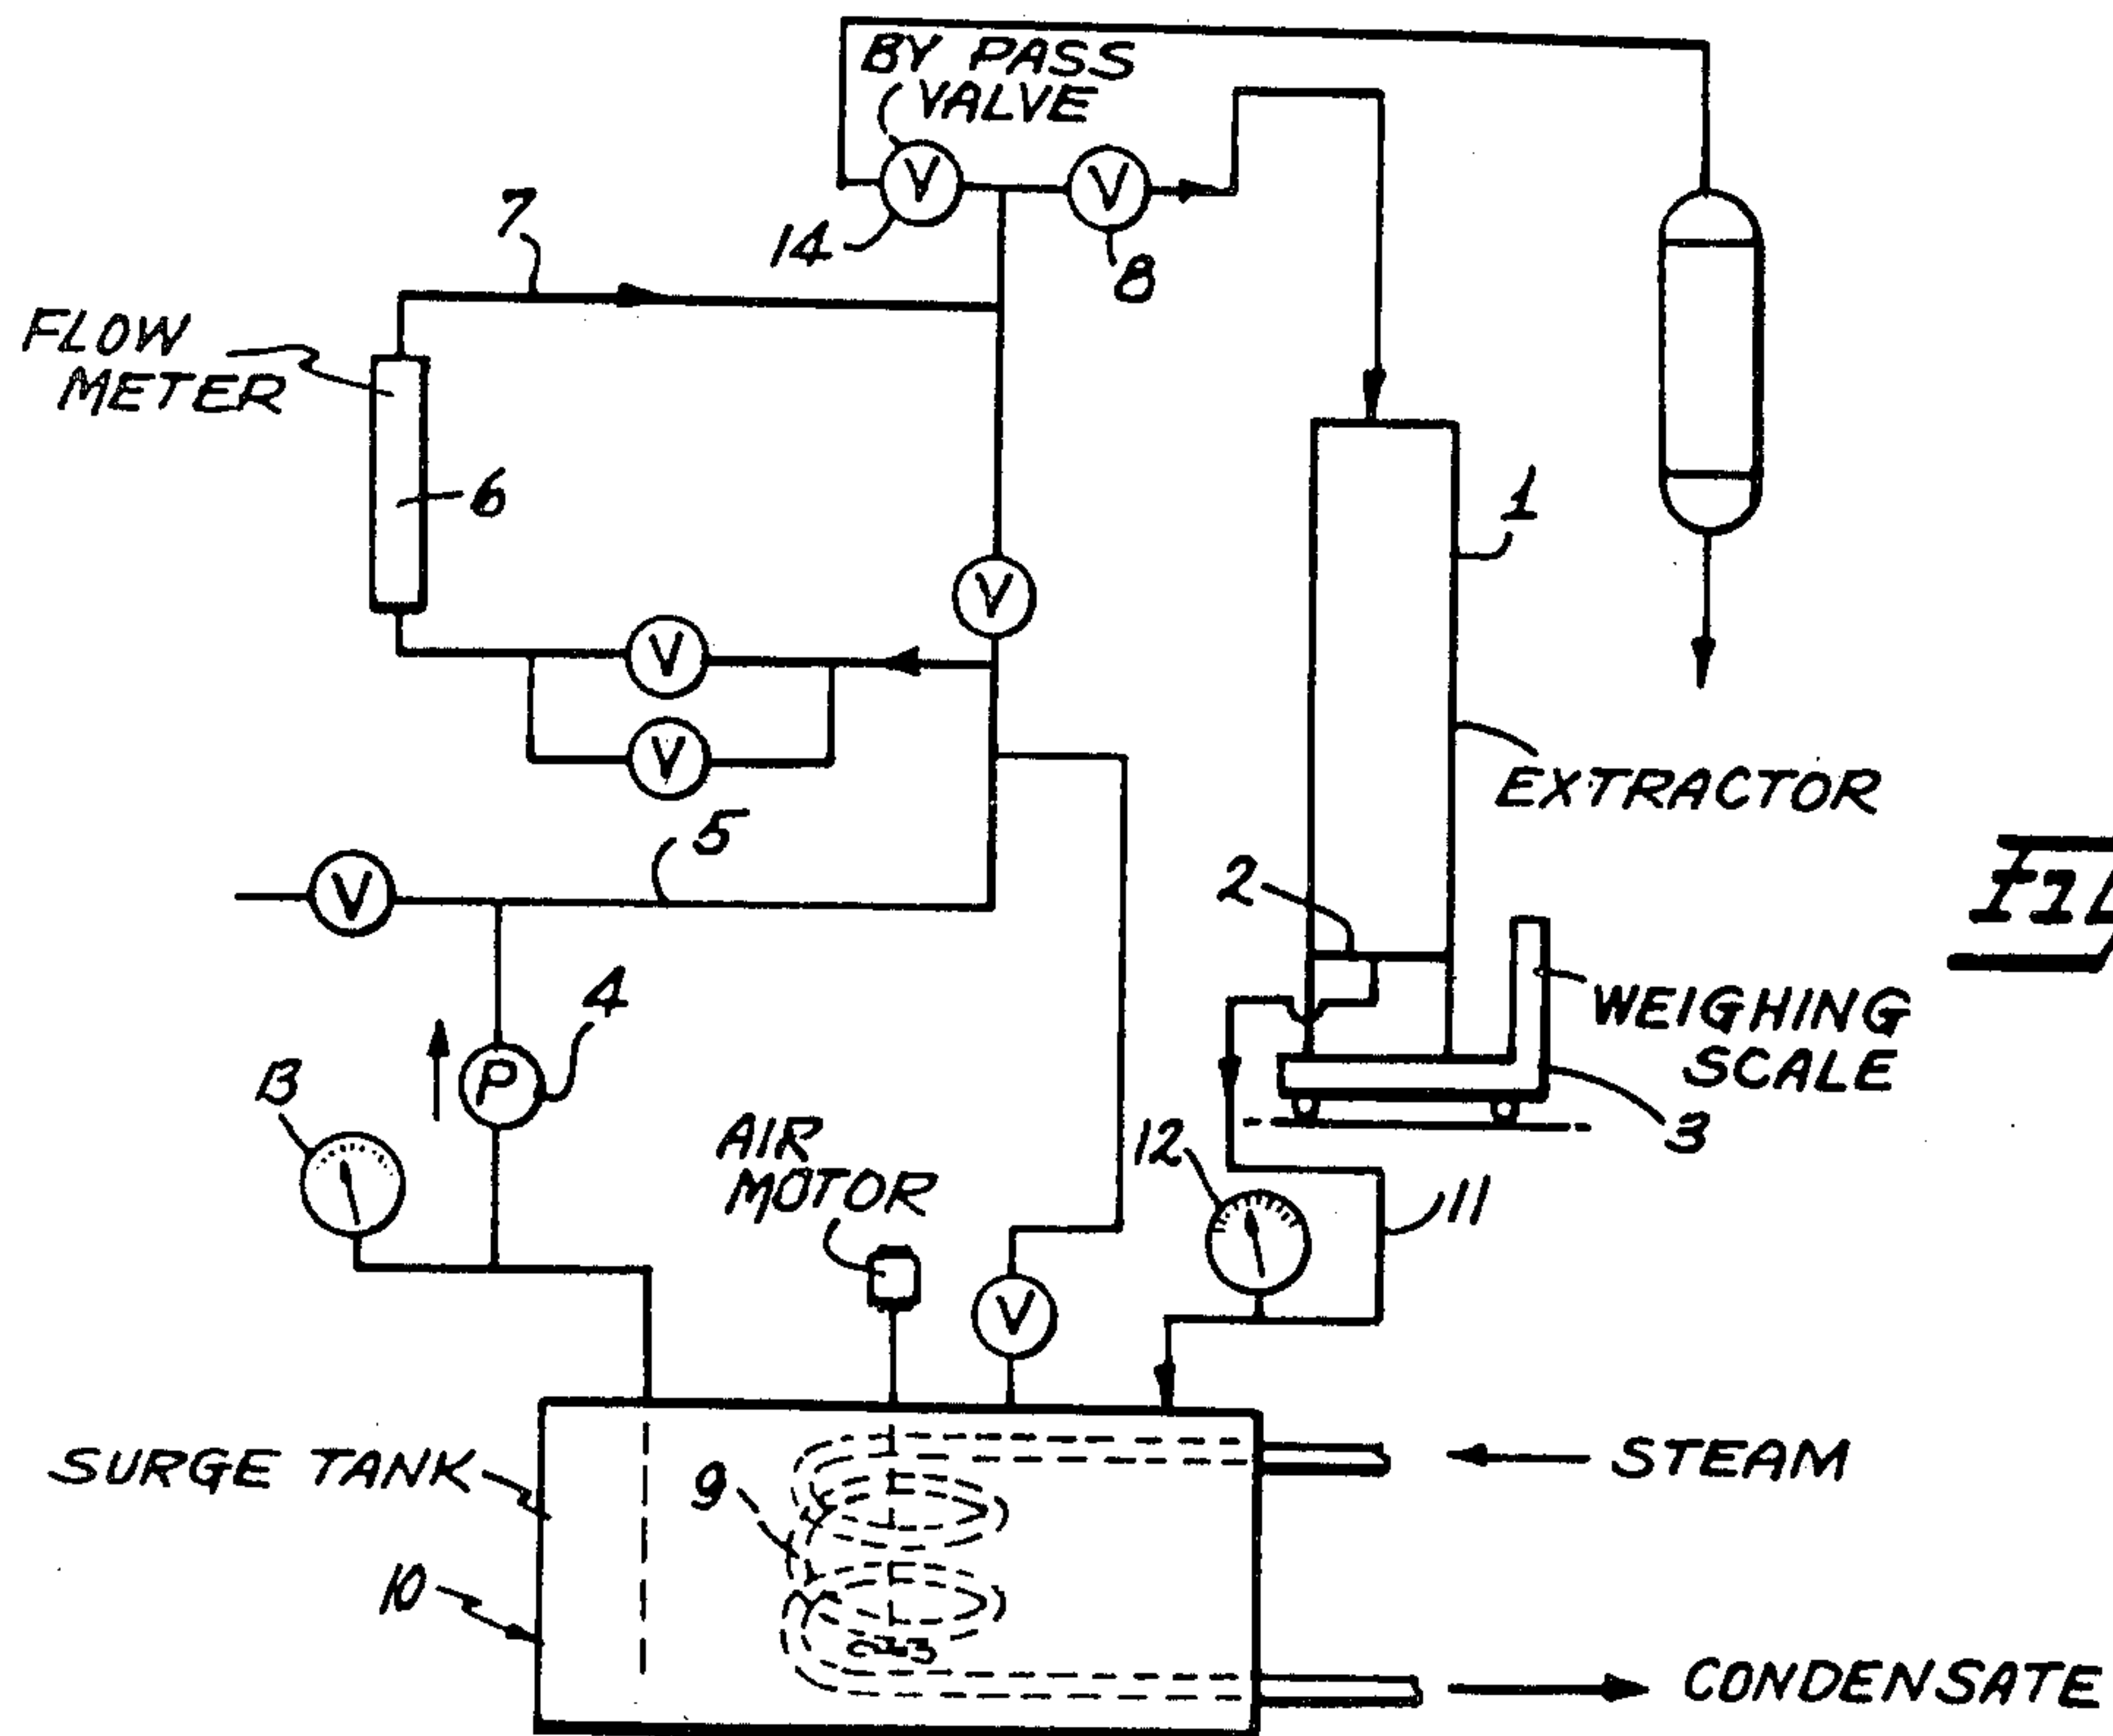 BY PASS
VALVE
V
V
14
8
7
FLOW
METER
6
1
V
V
V
EXTRACTOR
5
V
2
4
WEIGHING
SCALE
3
P
13
AIR
MOTOR
12
11
V
SURGE TANK
9
10
STEAM
CONDENSATE